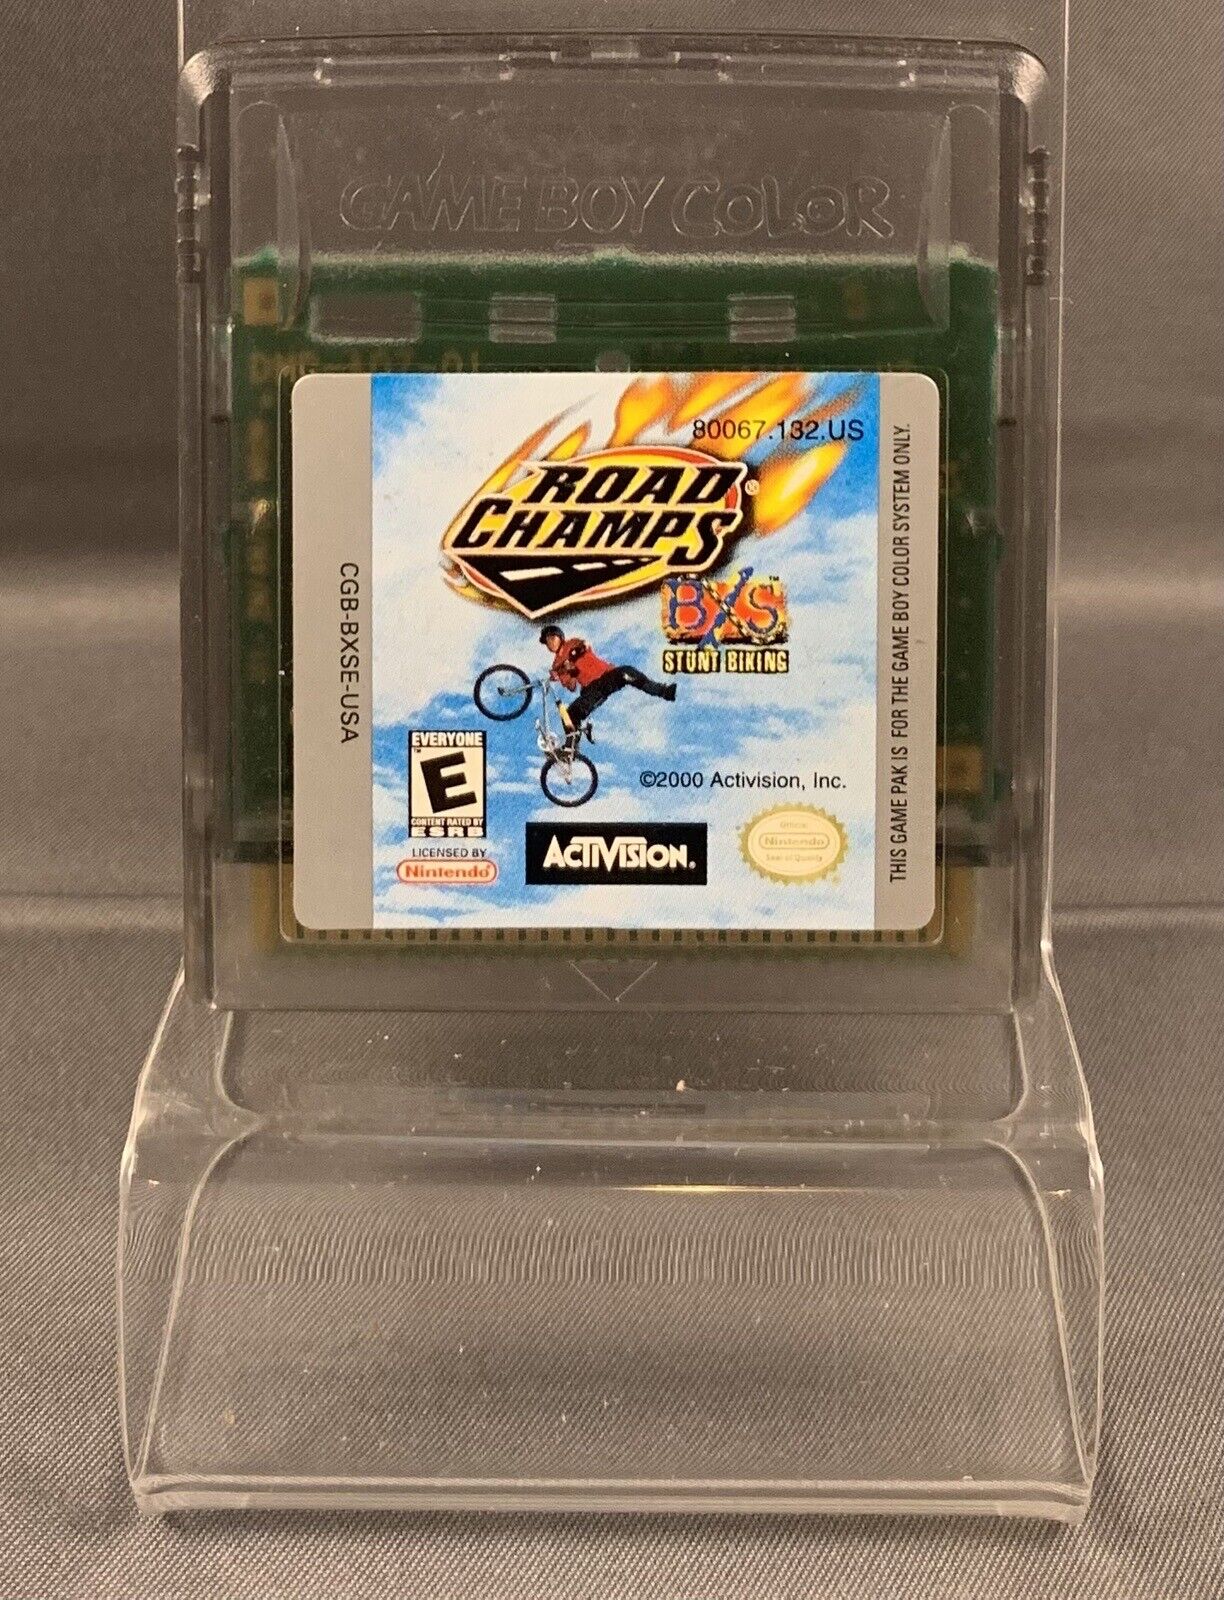 GAME BOY COLOR
80067.132.US
ROAD
CHAMPS®
BXS™
STUNT BIKING
CGB-BXSE-USA
THIS GAME PAK IS FOR THE GAME BOY COLOR SYSTEM ONLY.
EVERYONE
E™
CONTENT RATED BY
ESRB
©2000 Activision, Inc.
LICENSED BY
Nintendo®
ACTIVISION.
Official
Nintendo
Seal of Quality